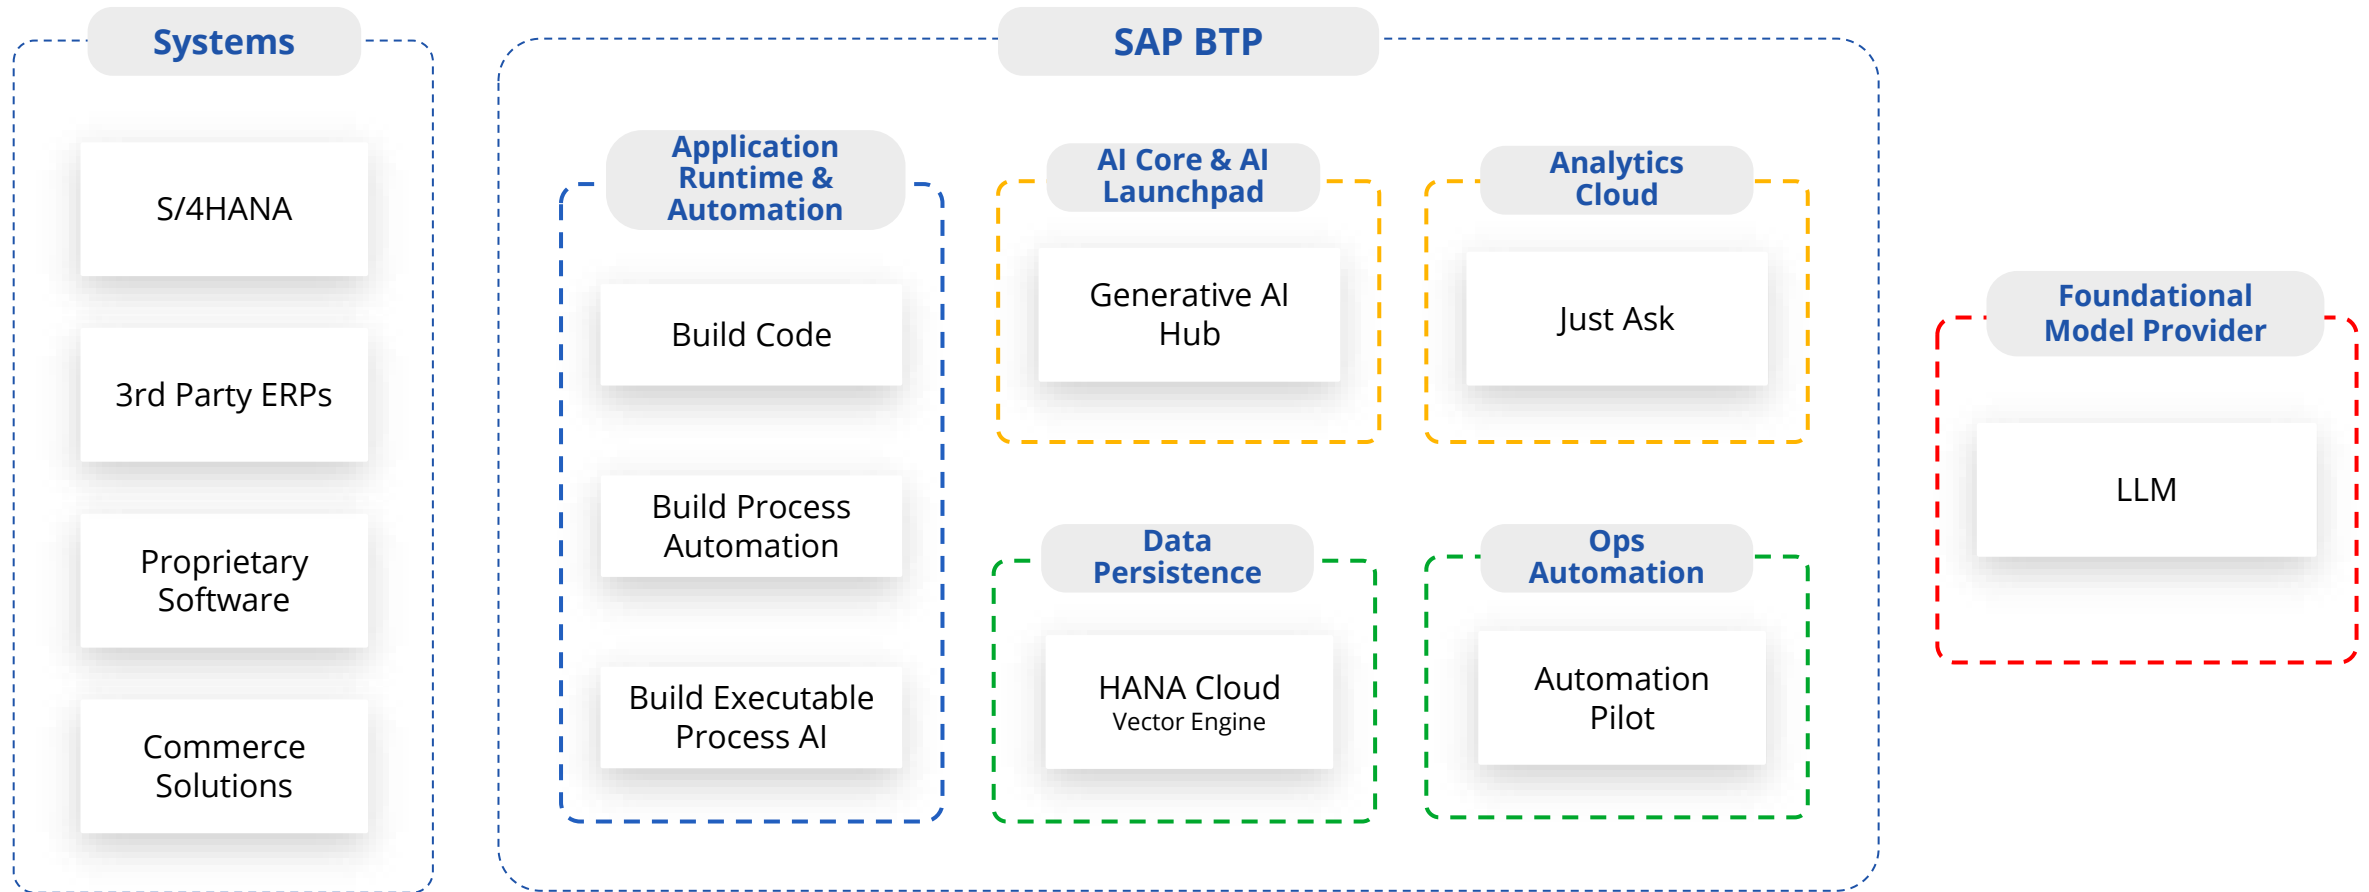 Systems
S/4HANA
3rd Party ERPs
Proprietary
Software
Commerce
Solutions
SAP BTP
Application
Runtime &
Automation
Build Code
Build Process
Automation
Build Executable
Process AI
AI Core & AI
Launchpad
Generative AI
Hub
Analytics
Cloud
Just Ask
Data
Persistence
HANA Cloud
Vector Engine
Ops
Automation
Automation
Pilot
Foundational
Model Provider
LLM